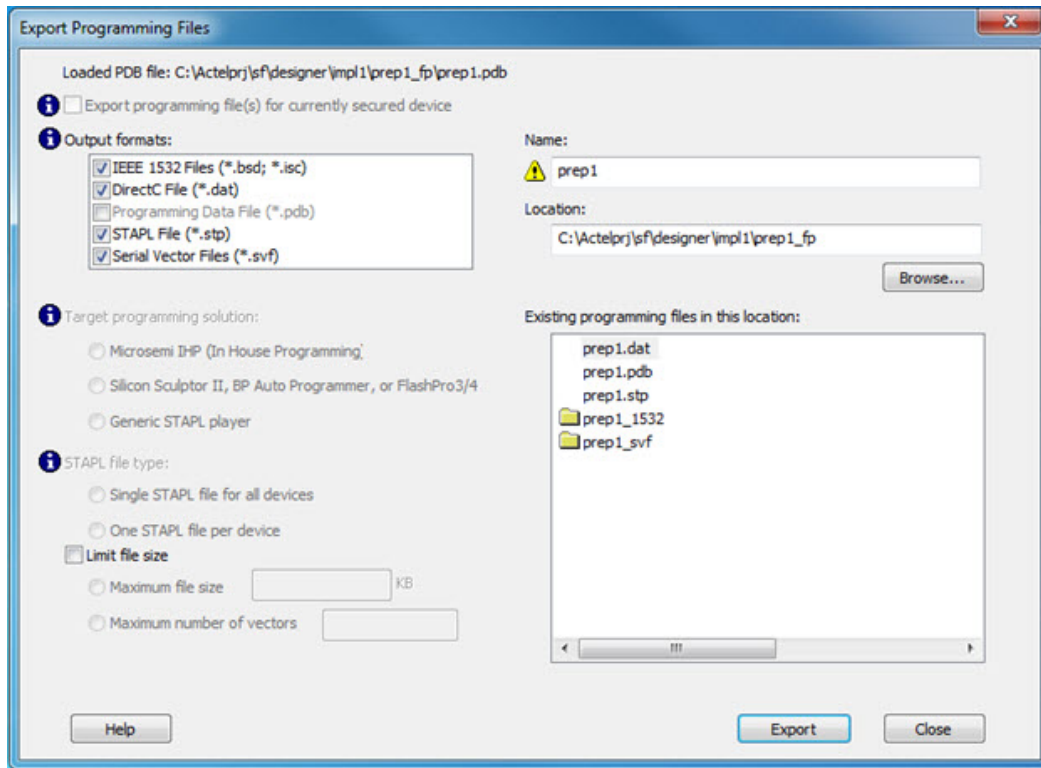 Export Programming Files
Loaded PDB file: C:\Actelprj\sf\designer\impl1\prep1_fp\prep1.pdb
Export programming file(s) for currently secured device
Output formats:
IEEE 1532 Files (*.bsd; *.isc)
DirectC File (*.dat)
Programming Data File (*.pdb)
STAPL File (*.stp)
Serial Vector Files (*.svf)
Name:
prep1
Location:
C:\Actelprj\sf\designer\impl1\prep1_fp
Browse...
Target programming solution:
Microsemi IHP (In House Programming)
Silicon Sculptor II, BP Auto Programmer, or FlashPro3/4
Generic STAPL player
STAPL file type:
Single STAPL file for all devices
One STAPL file per device
Limit file size
Maximum file size KB
Maximum number of vectors
Existing programming files in this location:
prep1.dat
prep1.pdb
prep1.stp
prep1_1532
prep1_svf
Help
Export
Close